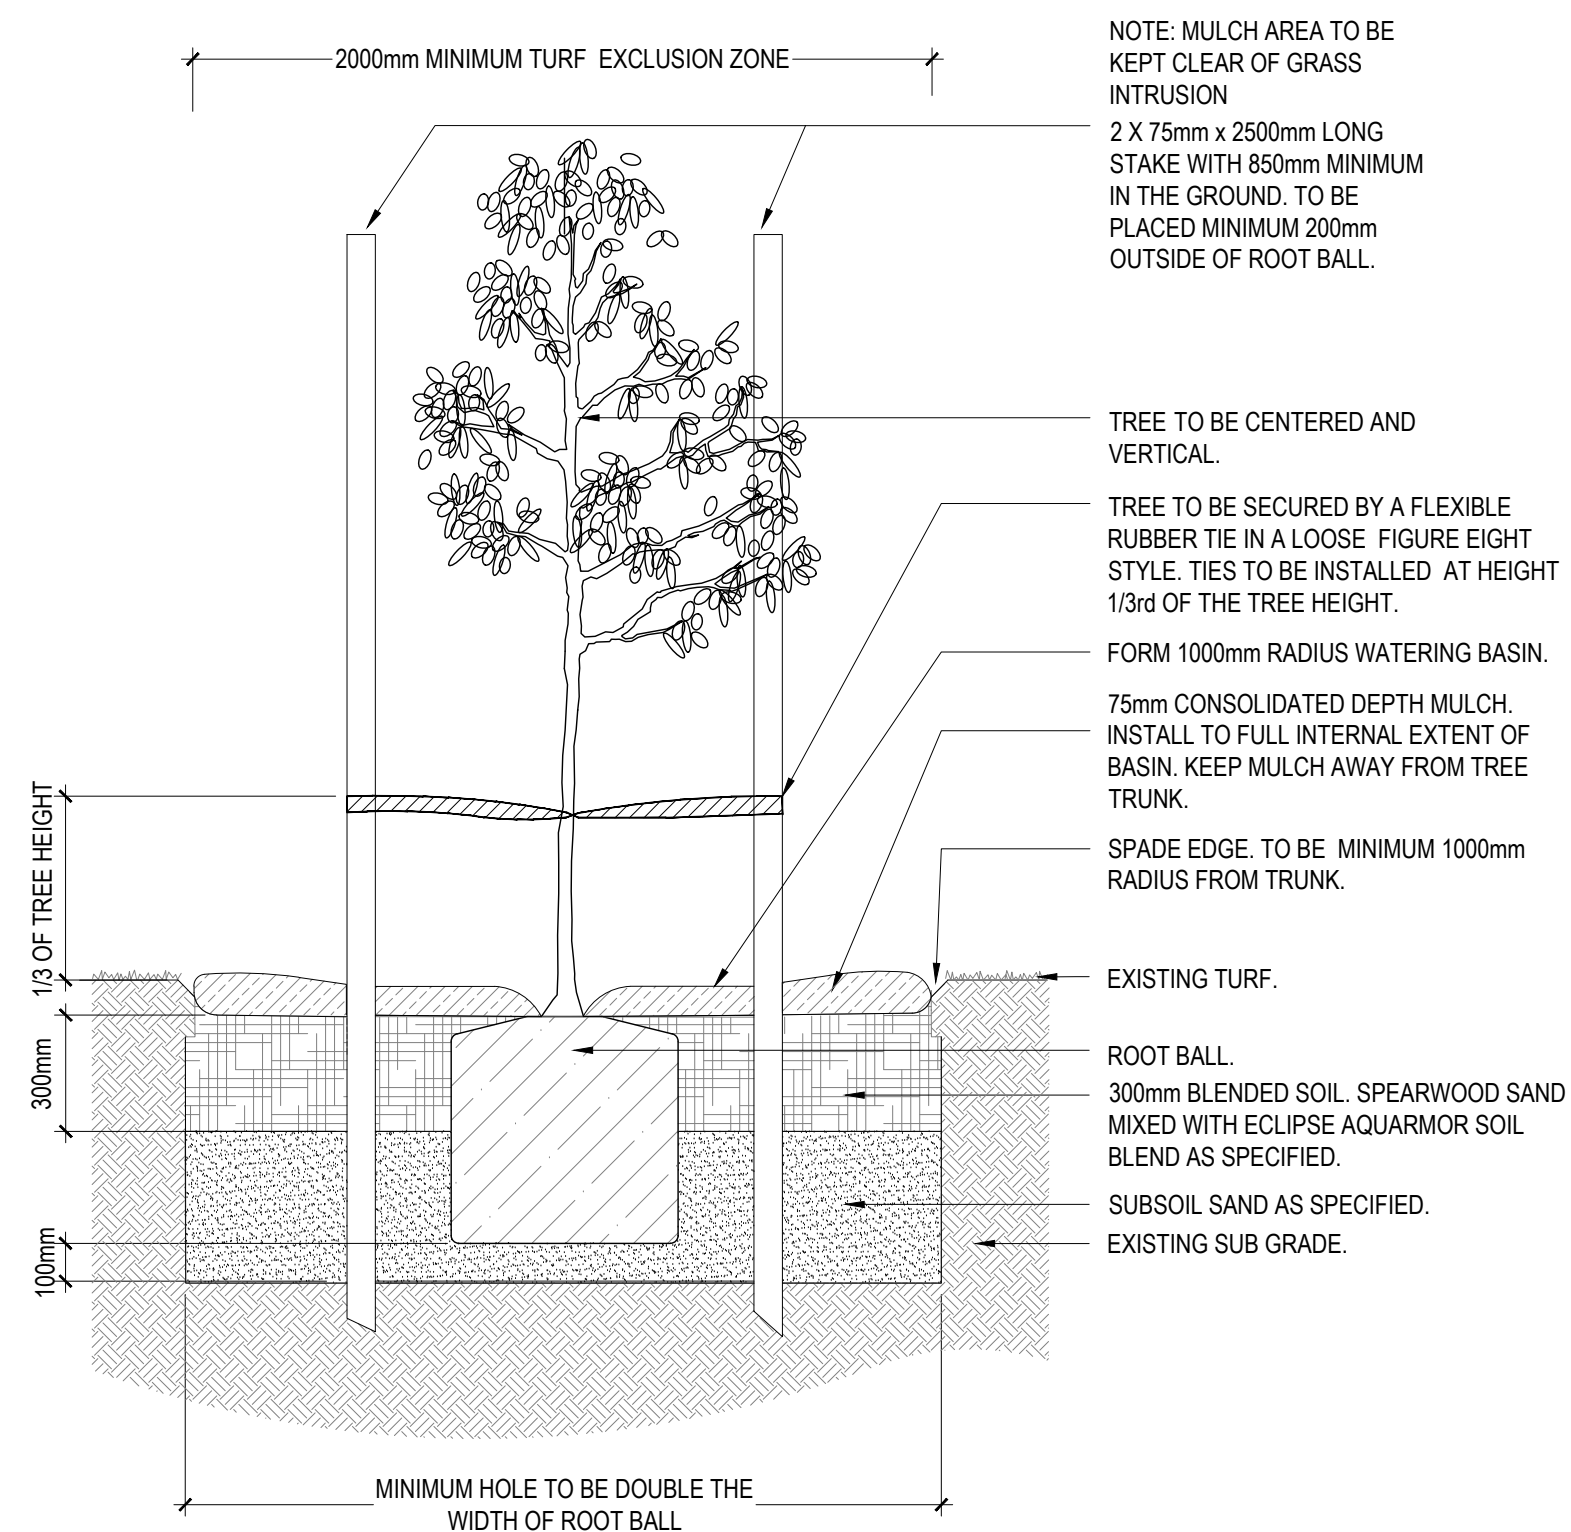 2000mm MINIMUM TURF EXCLUSION ZONE
NOTE: MULCH AREA TO BE
KEPT CLEAR OF GRASS
INTRUSION
2 X 75mm x 2500mm LONG
STAKE WITH 850mm MINIMUM
IN THE GROUND. TO BE
PLACED MINIMUM 200mm
OUTSIDE OF ROOT BALL.
TREE TO BE CENTERED AND
VERTICAL.
TREE TO BE SECURED BY A FLEXIBLE
RUBBER TIE IN A LOOSE FIGURE EIGHT
STYLE. TIES TO BE INSTALLED AT HEIGHT
1/3rd OF THE TREE HEIGHT.
FORM 1000mm RADIUS WATERING BASIN.
75mm CONSOLIDATED DEPTH MULCH.
INSTALL TO FULL INTERNAL EXTENT OF
BASIN. KEEP MULCH AWAY FROM TREE
TRUNK.
SPADE EDGE. TO BE MINIMUM 1000mm
RADIUS FROM TRUNK.
EXISTING TURF.
ROOT BALL.
300mm BLENDED SOIL. SPEARWOOD SAND
MIXED WITH ECLIPSE AQUARMOR SOIL
BLEND AS SPECIFIED.
SUBSOIL SAND AS SPECIFIED.
EXISTING SUB GRADE.
1/3 OF TREE HEIGHT
300mm
100mm
MINIMUM HOLE TO BE DOUBLE THE
WIDTH OF ROOT BALL